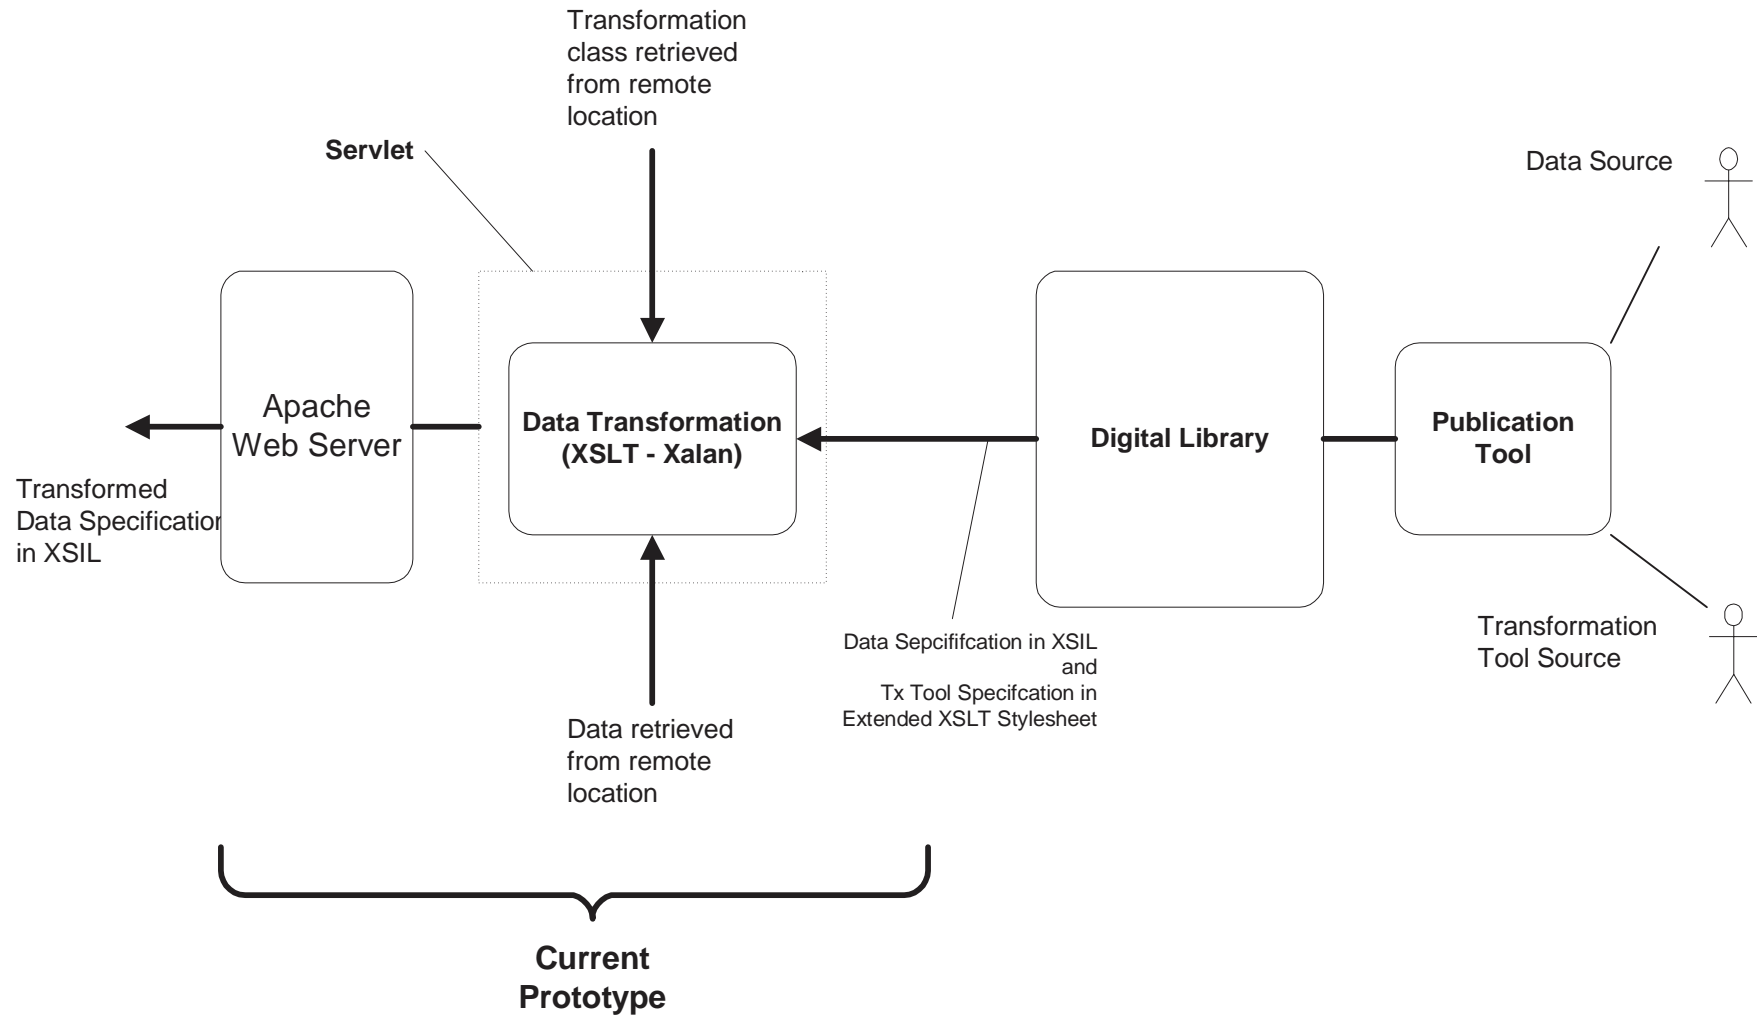 Transformation
class retrieved
from remote
location
Servlet
Data Source
Apache
Web Server
Data Transformation
(XSLT - Xalan)
Digital Library
Publication
Tool
Transformed
Data Specification
in XSIL
Data Sepcififcation in XSIL
and
Tx Tool Specifcation in
Extended XSLT Stylesheet
Transformation
Tool Source
Data retrieved
from remote
location
Current
Prototype